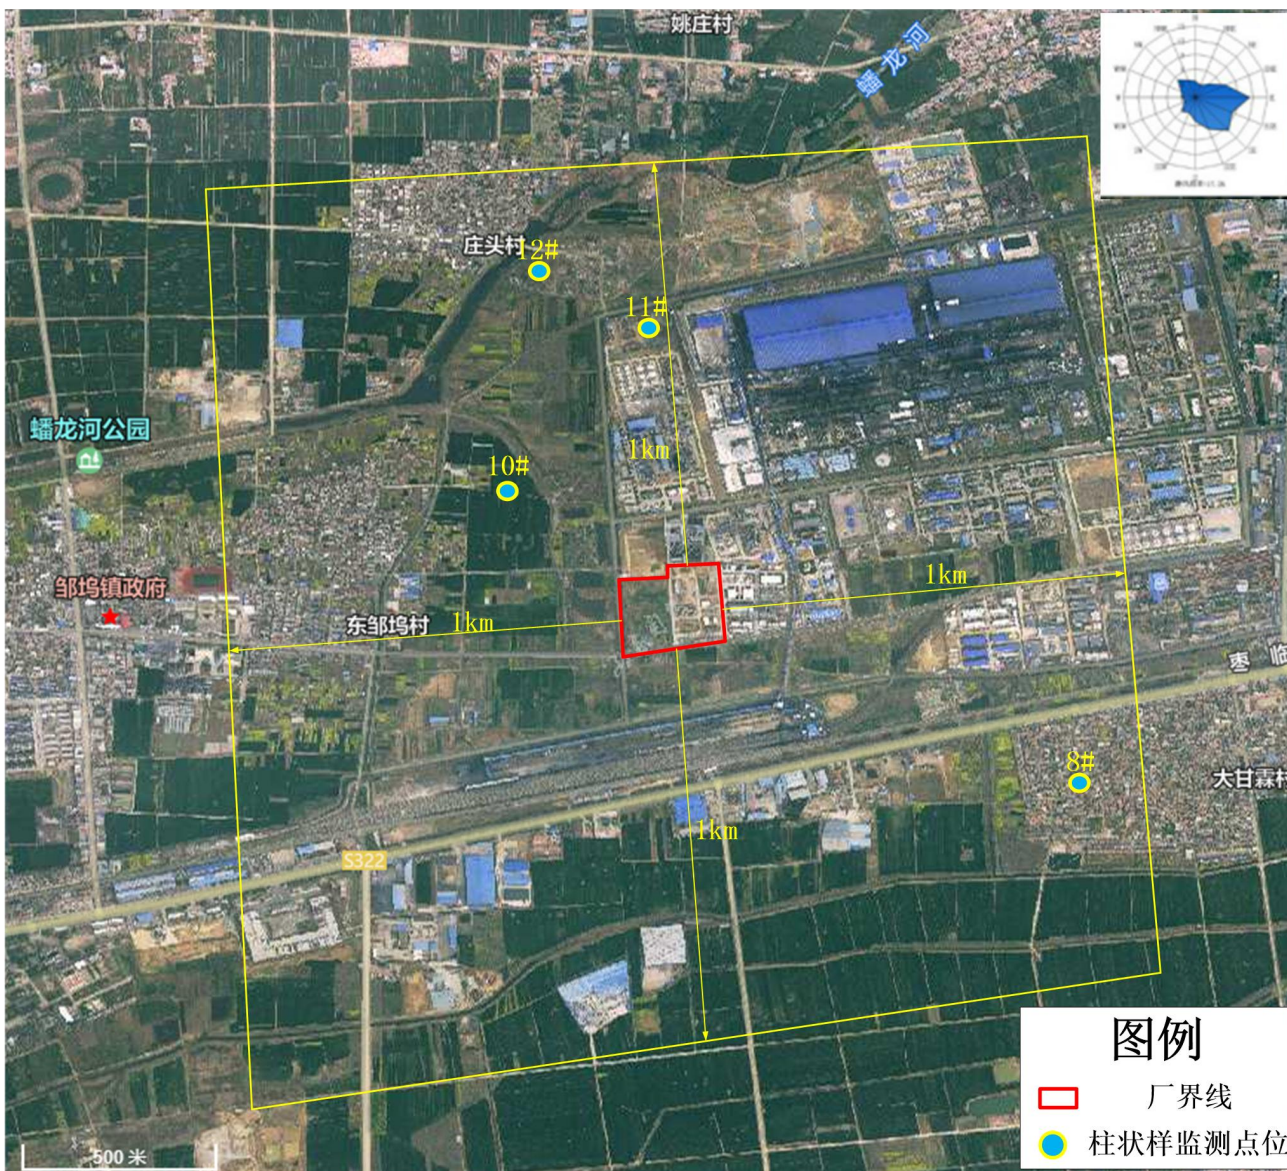 姚庄村
蟠龙河
庄头村
12#
11#
蟠龙河公园
1km
10#
邹坞镇政府
1km
东邹坞村
1km
枣 临
8#
大甘霖村
1km
S322
图例
厂界线
柱状样监测点位
500 米